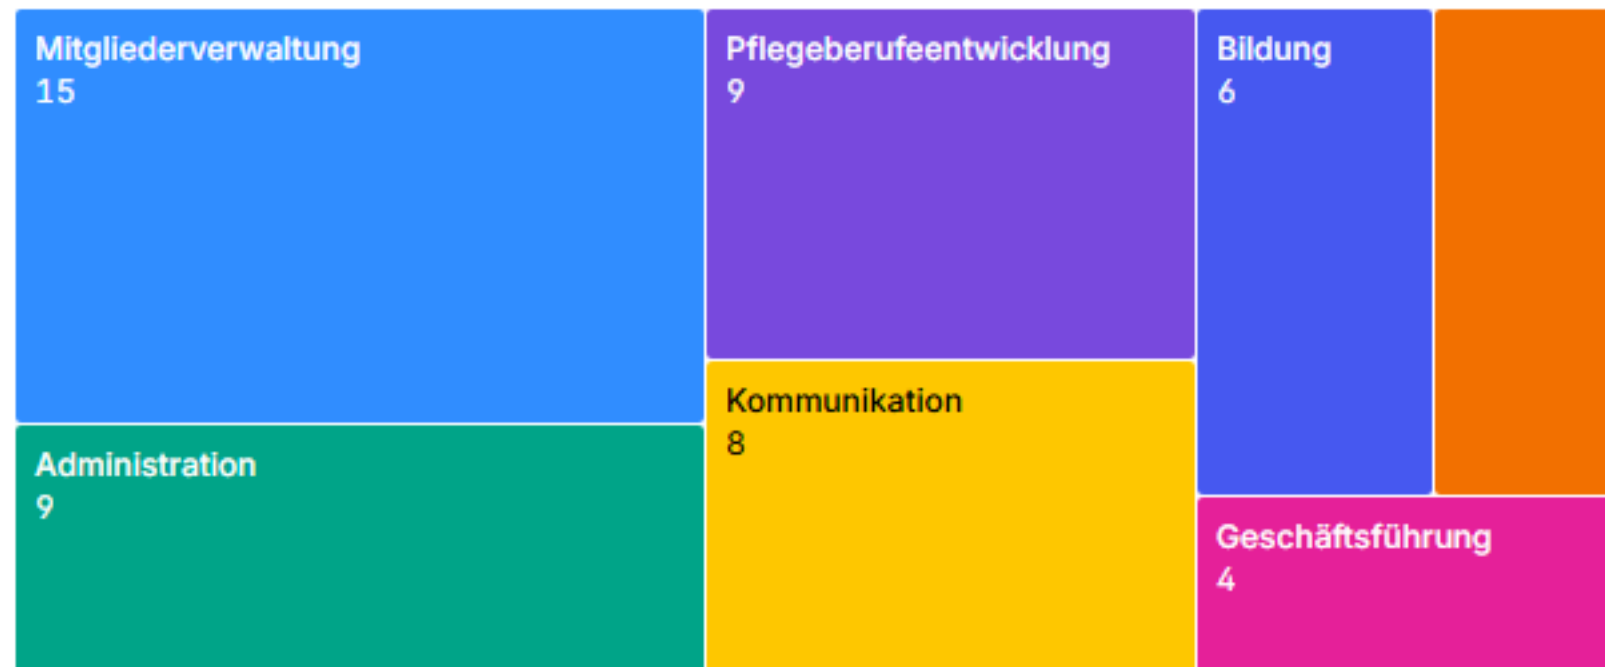 Mitgliederverwaltung
15
Administration
9
Pflegeberufeentwicklung
9
Kommunikation
8
Bildung
6
Geschäftsführung
4